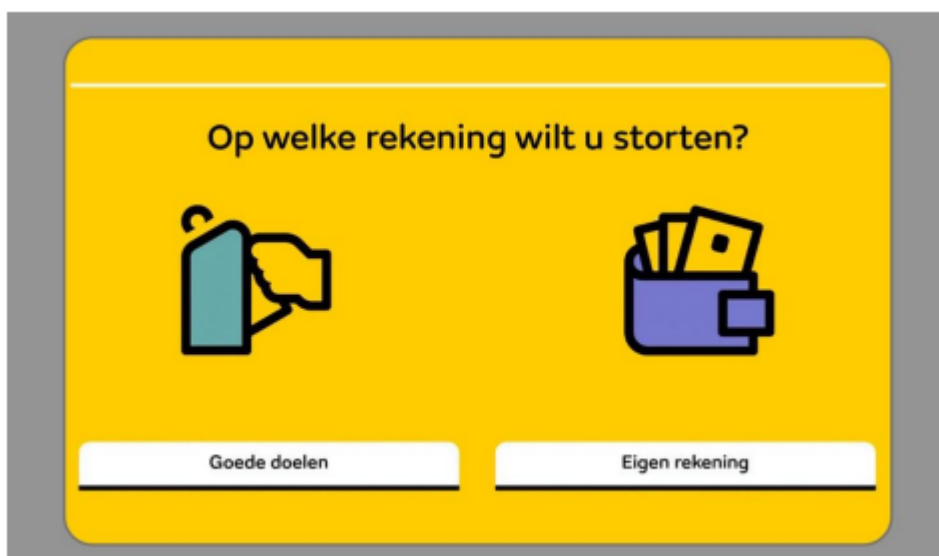 Op welke rekening wilt u storten?
Goede doelen
Eigen rekening